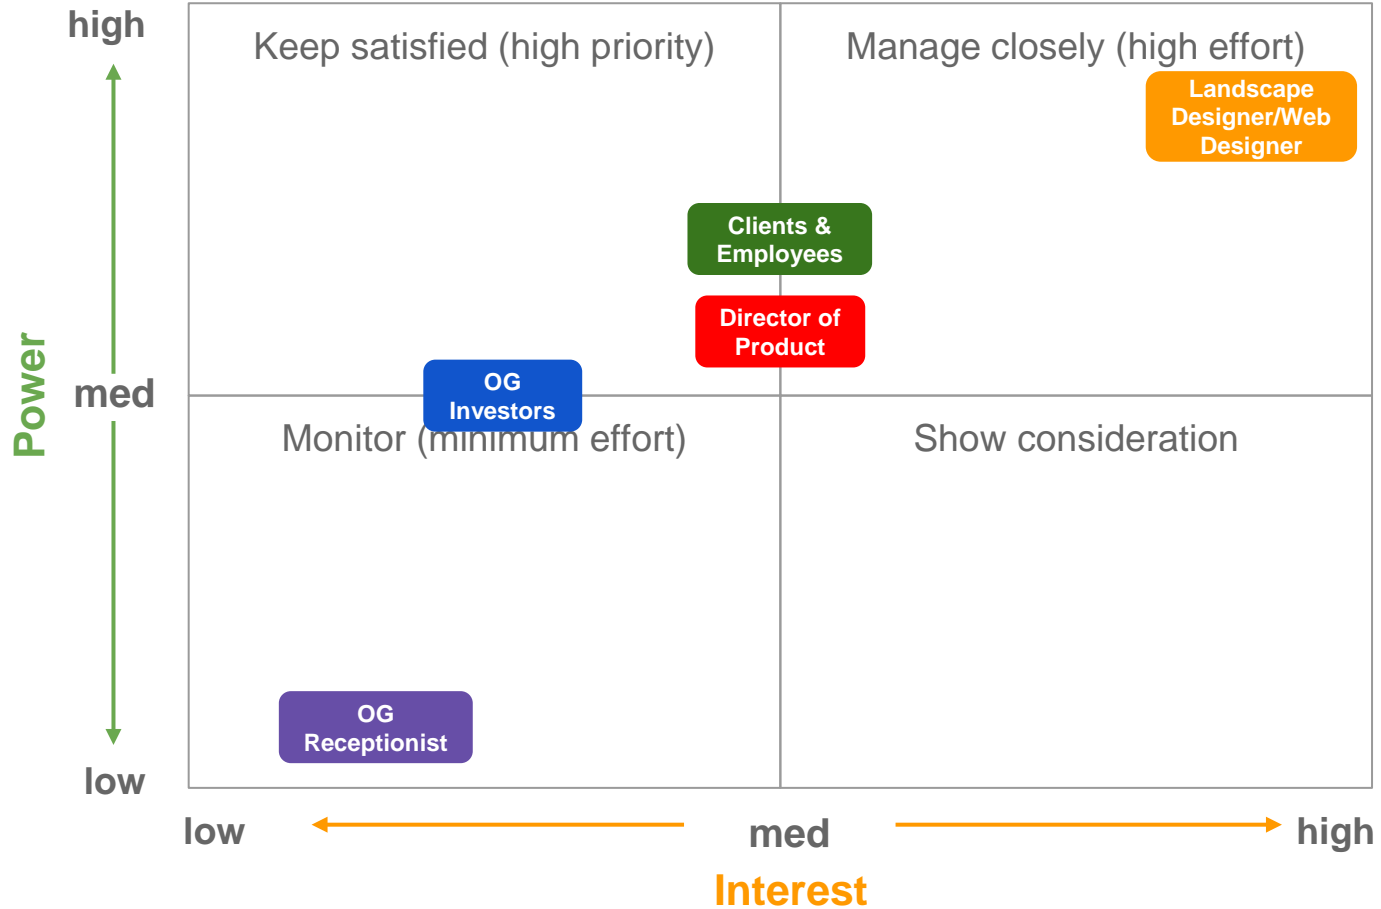 high
Keep satisfied (high priority)
Manage closely (high effort)
Landscape
Designer/Web
Designer
Clients &
Employees
Director of
Product
Power
med
OG
Investors
Monitor (minimum effort)
Show consideration
OG
Receptionist
low
low
med
high
Interest